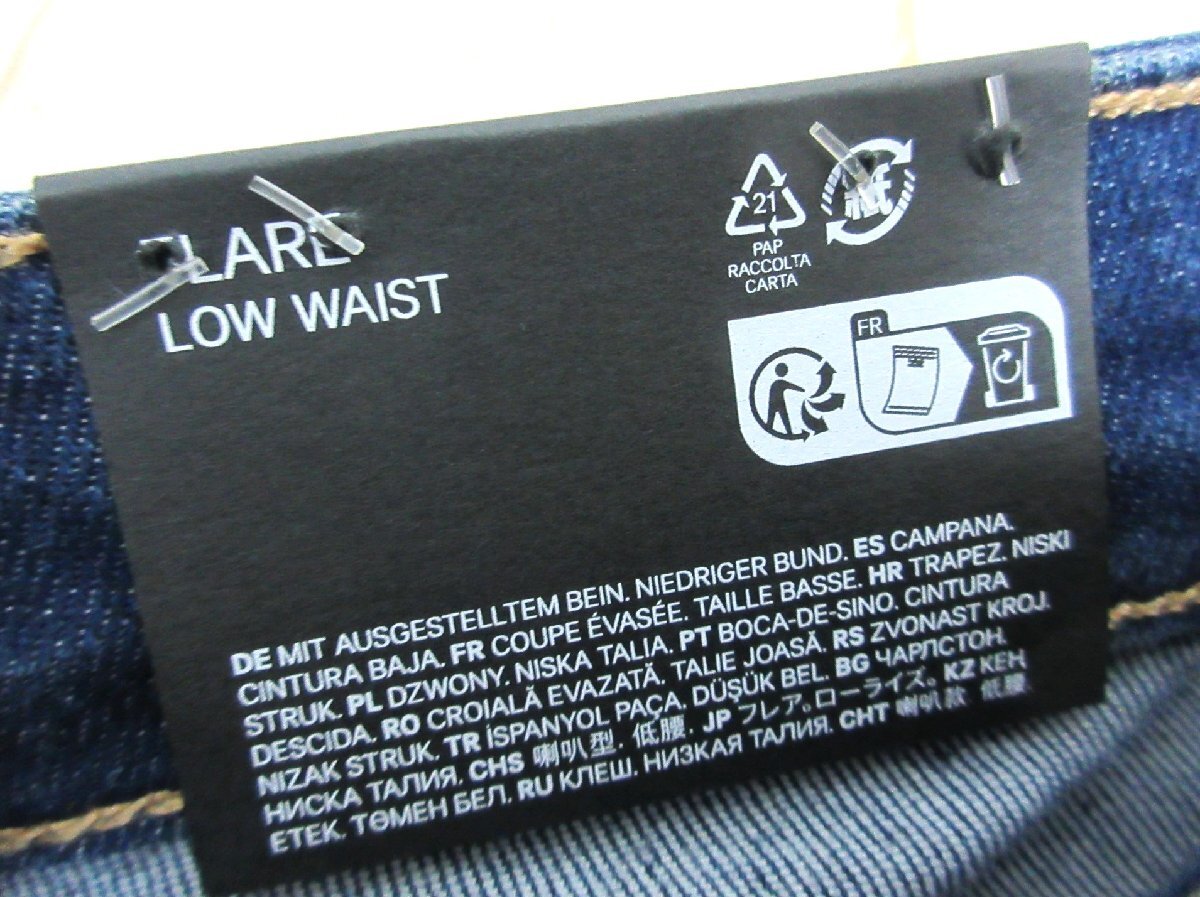 FLARE
LOW WAIST
21
PAP
RACCOLTA
CARTA
紙
FR
DE MIT AUSGESTELLTEM BEIN. NIEDRIGER BUND. ES CAMPANA.
CINTURA BAJA. FR COUPE ÉVASÉE. TAILLE BASSE. HR TRAPEZ. NISKI
STRUK. PL DZWONY. NISKA TALIA. PT BOCA-DE-SINO. CINTURA
DESCIDA. RO CROIALĂ EVAZATĂ. TALIE JOASĂ. RS ZVONAST KROJ.
NIZAK STRUK. TR İSPANYOL PAÇA. DÜŞÜK BEL. BG ЧАРЛСТОН.
НИСКА ТАЛИЯ. CHS 喇叭型. 低腰. JP フレア。ローライズ。 KZ КЕҢ
ЕТЕК. ТӨМЕН БЕЛ. RU КЛЕШ. НИЗКАЯ ТАЛИЯ. CHT 喇叭款 低腰.